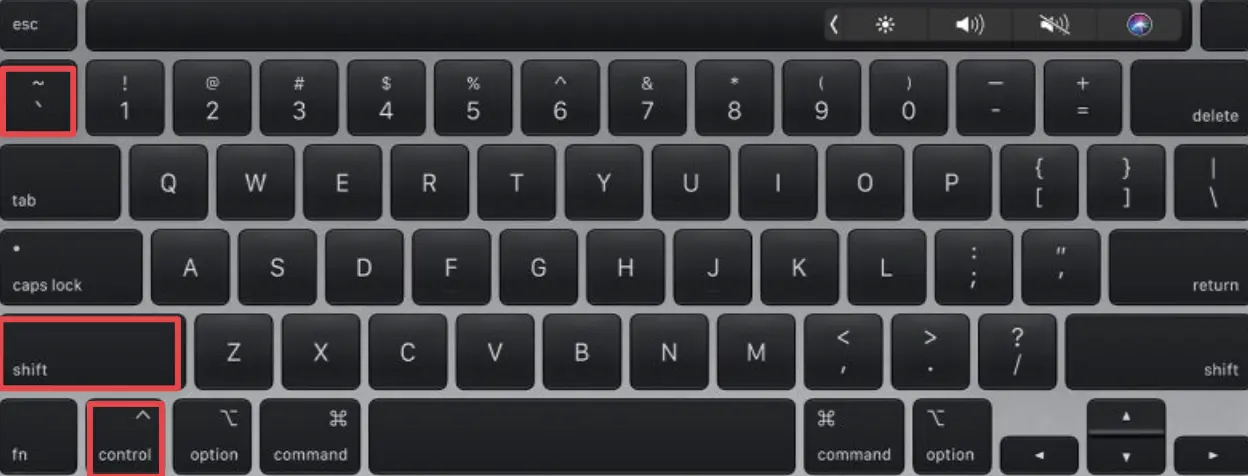 esc
~ ! @ # $ % ^ & * ( ) — +
` 1 2 3 4 5 6 7 8 9 0 - = delete
tab Q W E R T Y U I O P { [ } ] | \
• caps lock A S D F G H J K L : ; " ' return
shift Z X C V B N M < , > . ? / shift
fn ^ control ⌥ option ⌘ command ⌘ command ⌥ option ◄ ▲ ▼ ►